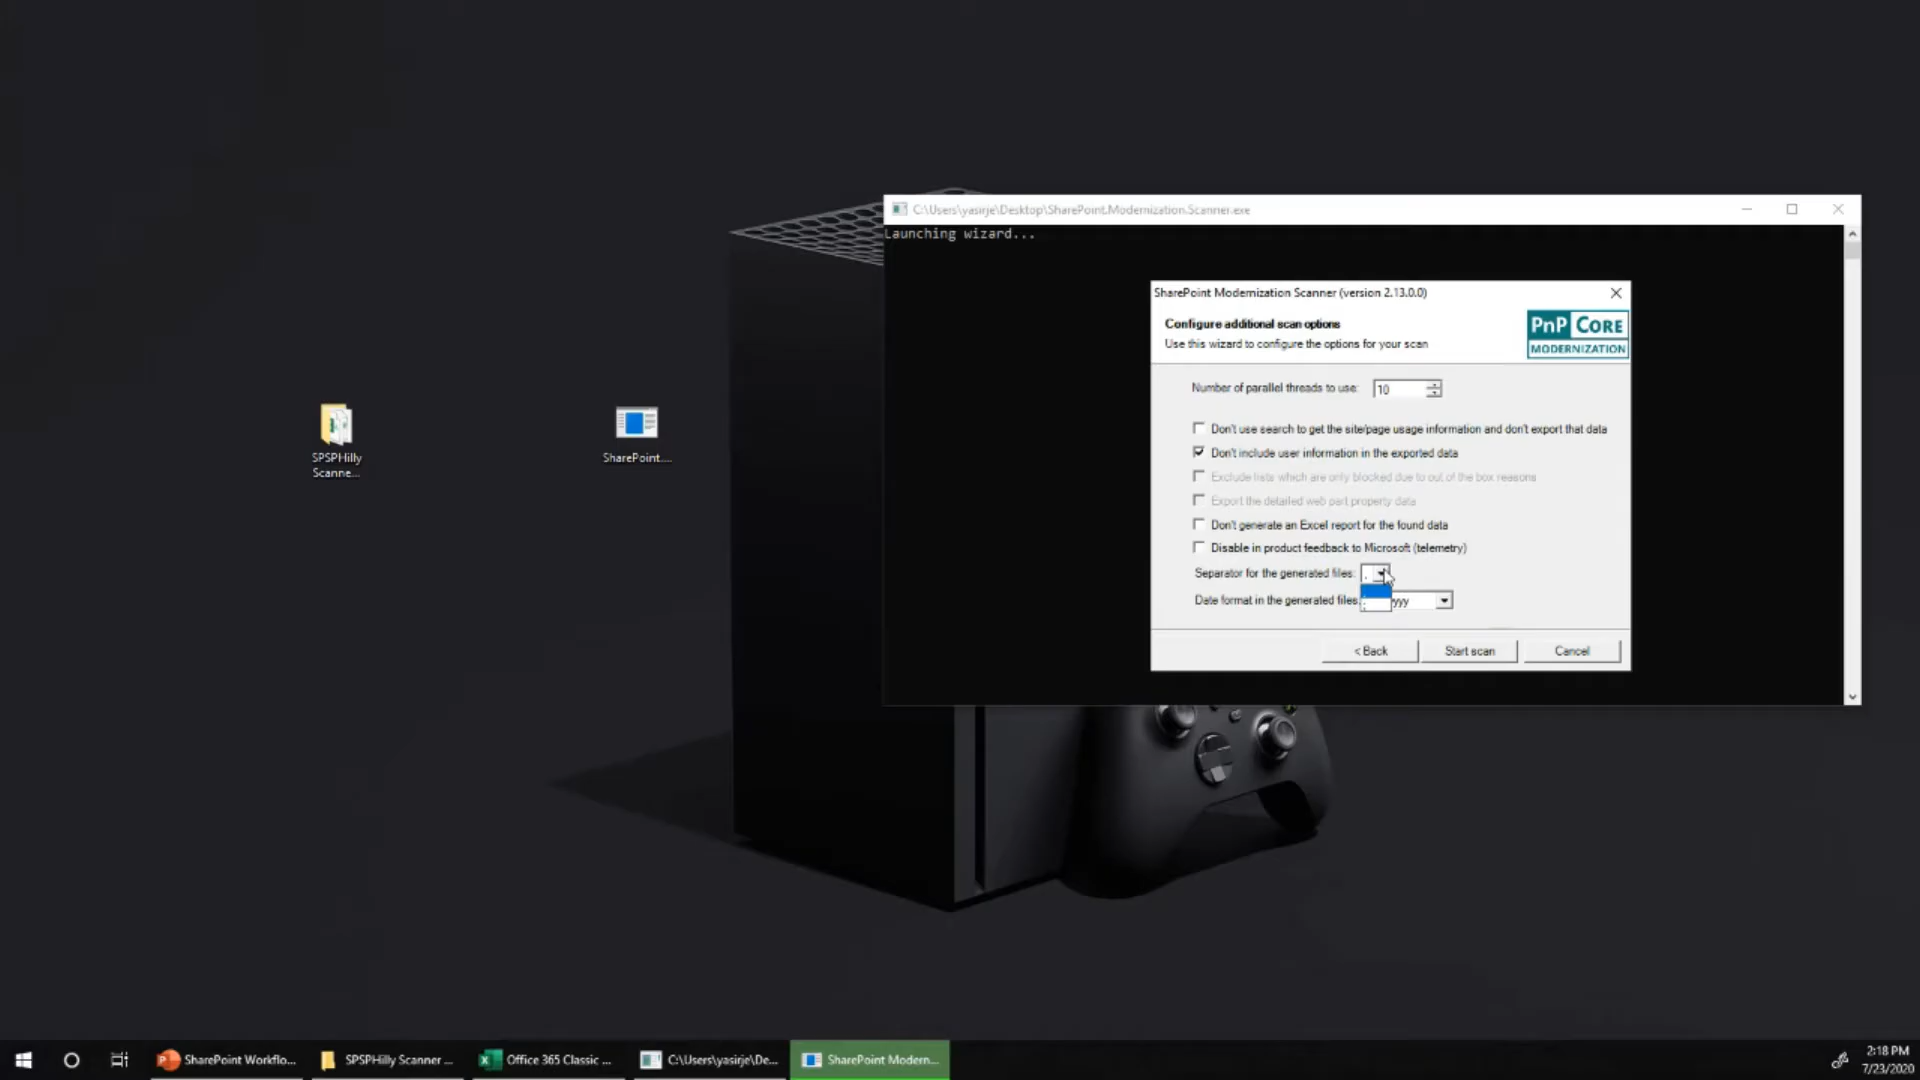 C:\Users\yasirje\Desktop\SharePoint.Modernization.Scanner.exe
Launching wizard...
SharePoint Modernization Scanner (version 2.13.0.0)
Configure additional scan options
Use this wizard to configure the options for your scan
PnP CORE
MODERNIZATION
Number of parallel threads to use: 10
Don't use search to get the site/page usage information and don't export that data
Don't include user information in the exported data
Exclude lists which are only blocked due to out of the box reasons
Export the detailed web part property data
Don't generate an Excel report for the found data
Disable in product feedback to Microsoft (telemetry)
Separator for the generated files: ,
Date format in the generated files: yyy
< Back Start scan Cancel
SPSPHilly
Scanne...
SharePoint....
SharePoint Workflo...
SPSPHilly Scanner ...
Office 365 Classic ...
C:\Users\yasirje\De...
SharePoint Modern...
2:18 PM
7/23/2020